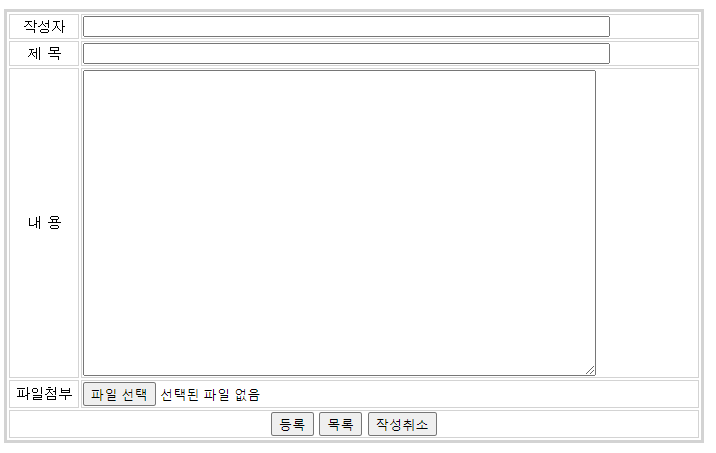 작성자
제 목
내 용
파일첨부 파일 선택 선택된 파일 없음
등록 목록 작성취소